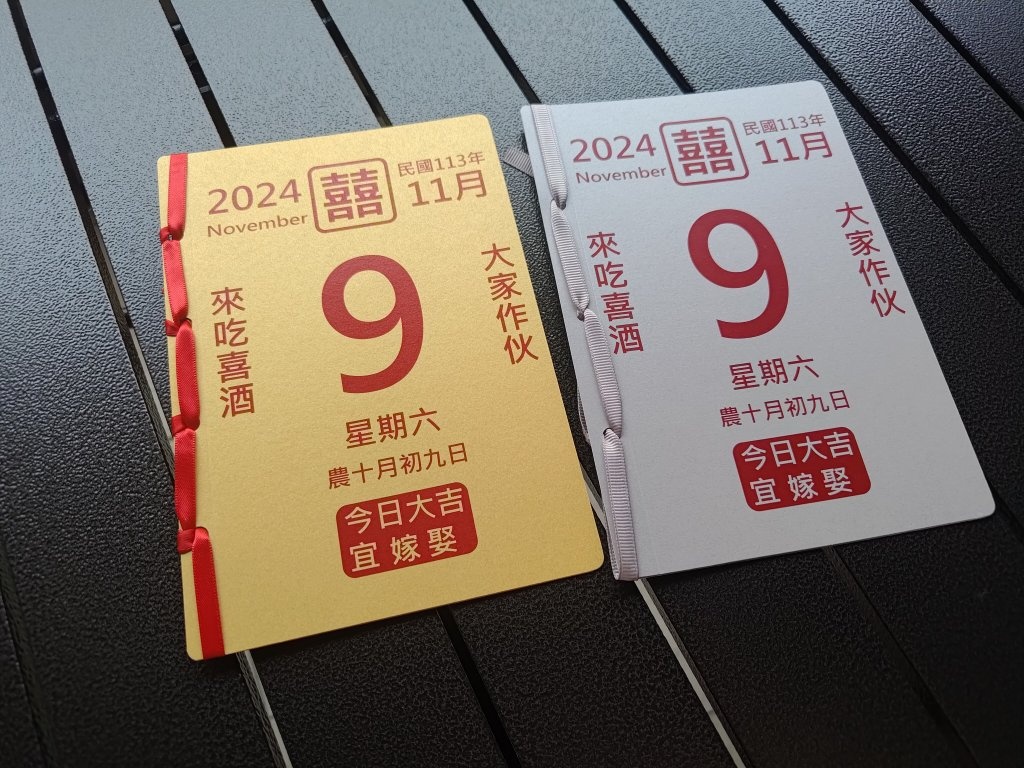 2024
November
囍
民國113年
11月
9
大家作伙
來吃喜酒
星期六
農十月初九日
今日大吉
宜 嫁 娶
2024
November
囍
民國113年
11月
9
大家作伙
來吃喜酒
星期六
農十月初九日
今日大吉
宜 嫁 娶